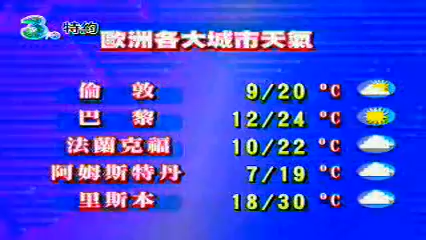 3 特約
歐洲各大城市天氣
倫敦 9/20 °C
巴黎 12/24 °C
法蘭克福 10/22 °C
阿姆斯特丹 7/19 °C
里斯本 18/30 °C